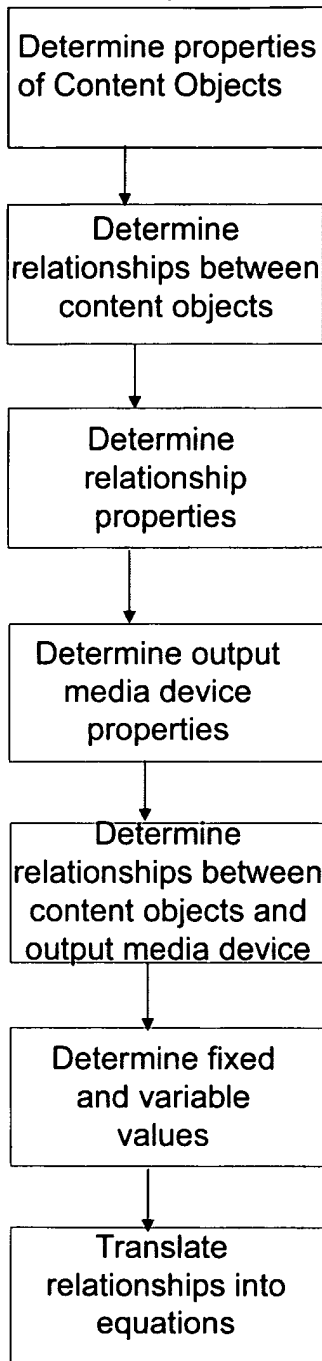 Determine properties
of Content Objects
Determine
relationships between
content objects
Determine
relationship
properties
Determine output
media device
properties
Determine
relationships between
content objects and
output media device
Determine fixed
and variable
values
Translate
relationships into
equations